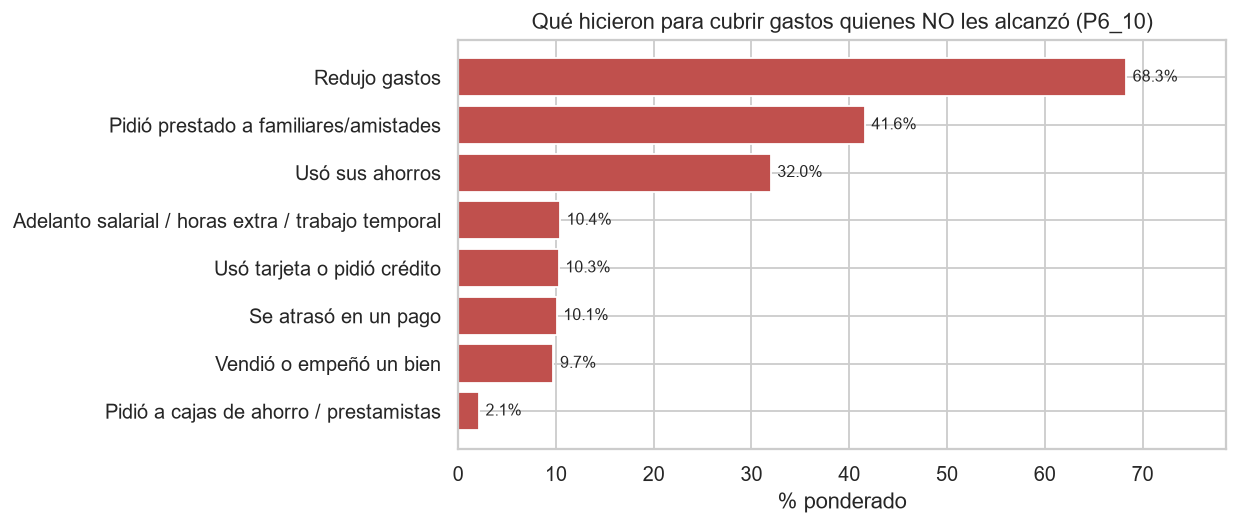 Qué hicieron para cubrir gastos quienes NO les alcanzó (P6_10)
Redujo gastos 68.3%
Pidió prestado a familiares/amistades 41.6%
Usó sus ahorros 32.0%
Adelanto salarial / horas extra / trabajo temporal 10.4%
Usó tarjeta o pidió crédito 10.3%
Se atrasó en un pago 10.1%
Vendió o empeñó un bien 9.7%
Pidió a cajas de ahorro / prestamistas 2.1%
0 10 20 30 40 50 60 70
% ponderado